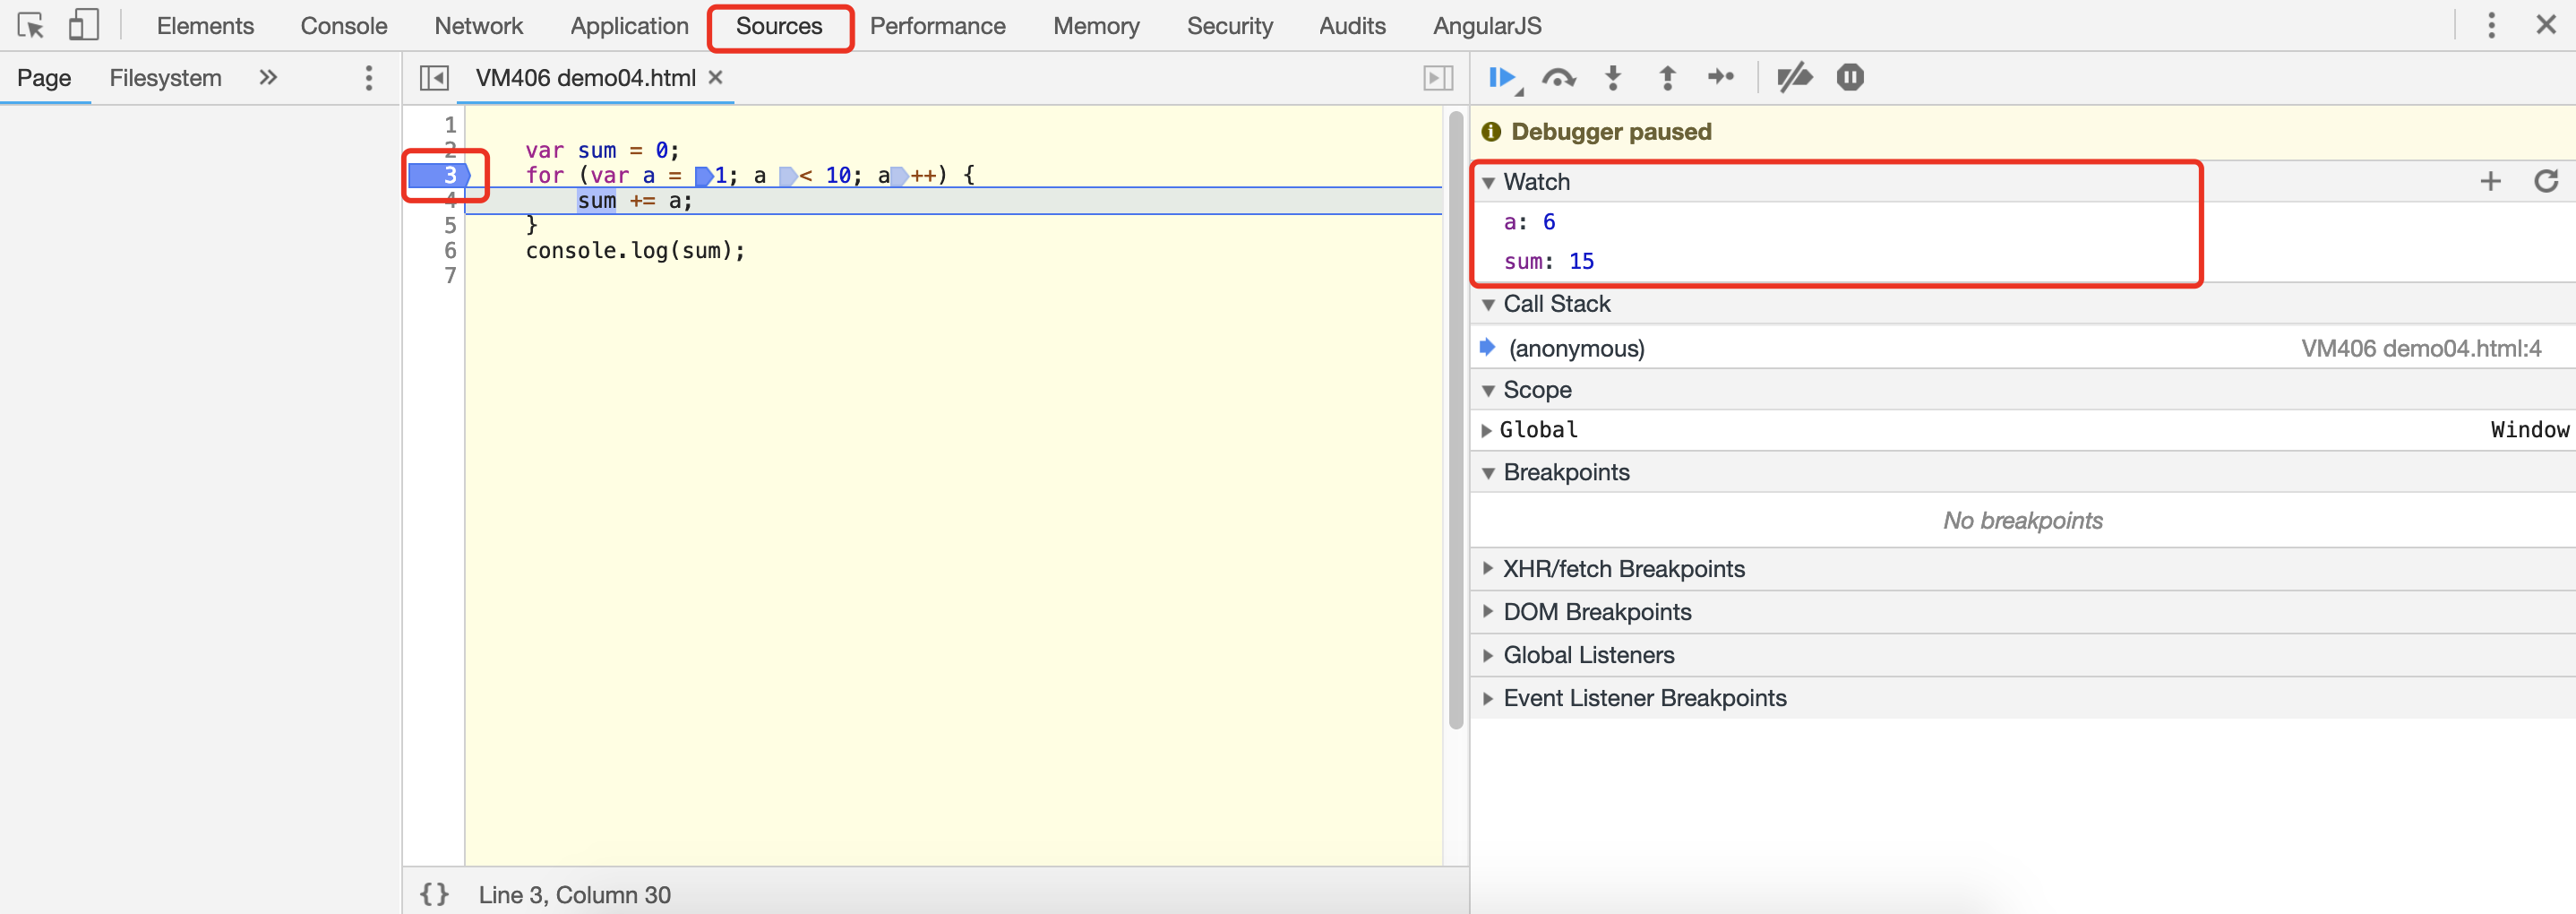 Elements Console Network Application Sources Performance Memory Security Audits AngularJS
Page Filesystem »
VM406 demo04.html ×
1
2 var sum = 0;
3 for (var a = 1; a < 10; a++) {
4 sum += a;
5 }
6 console.log(sum);
7
{} Line 3, Column 30
Debugger paused
Watch
a: 6
sum: 15
Call Stack
(anonymous) VM406 demo04.html:4
Scope
Global Window
Breakpoints
No breakpoints
XHR/fetch Breakpoints
DOM Breakpoints
Global Listeners
Event Listener Breakpoints